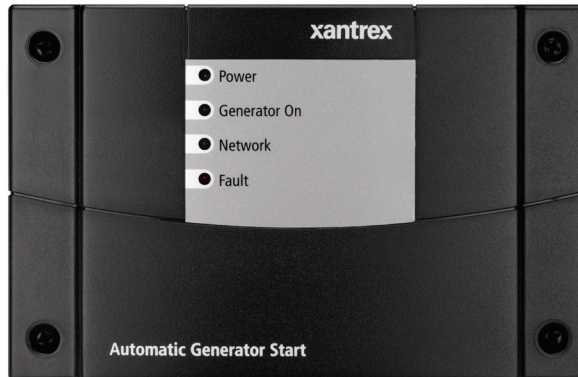 xantrex
Power
Generator On
Network
Fault
Automatic Generator Start